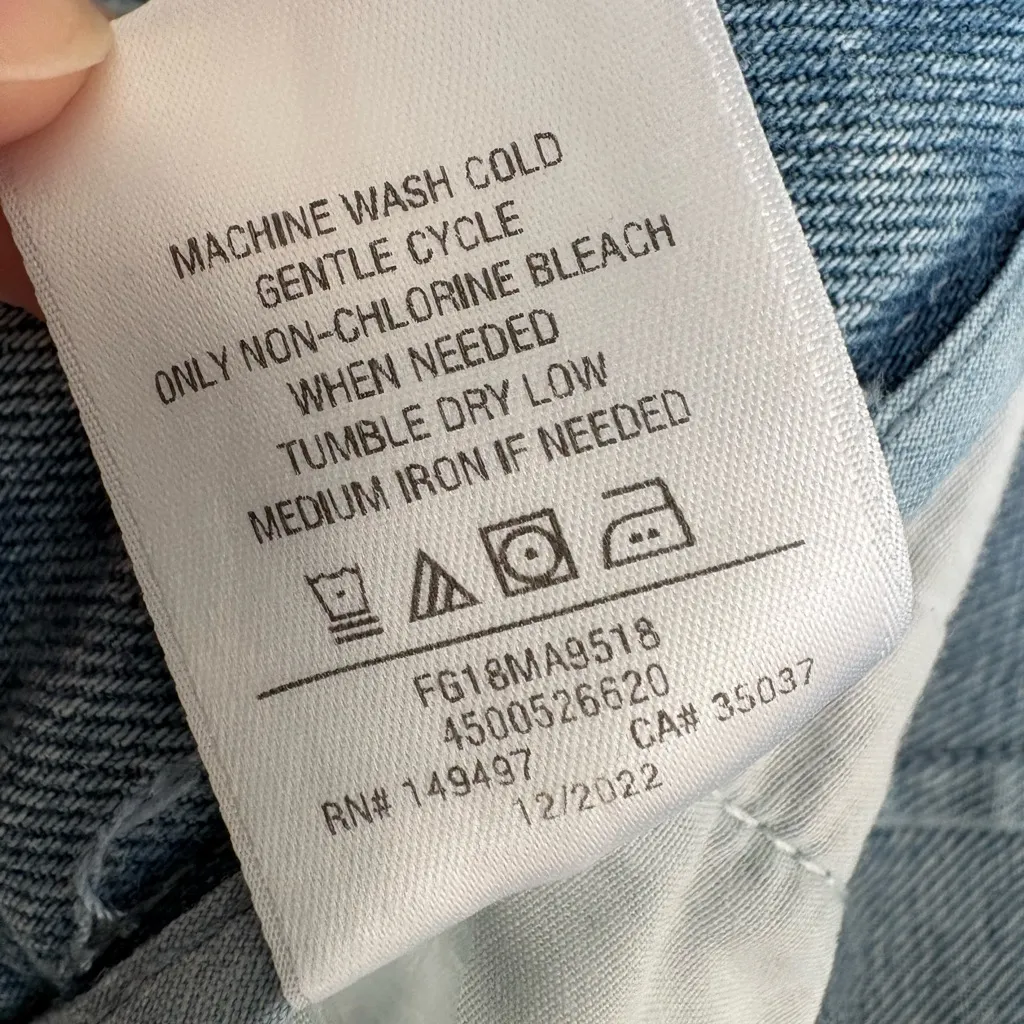 MACHINE WASH COLD
GENTLE CYCLE
ONLY NON-CHLORINE BLEACH
WHEN NEEDED
TUMBLE DRY LOW
MEDIUM IRON IF NEEDED
FG18MA9518
4500526620
RN# 149497 CA# 35037
12/2022